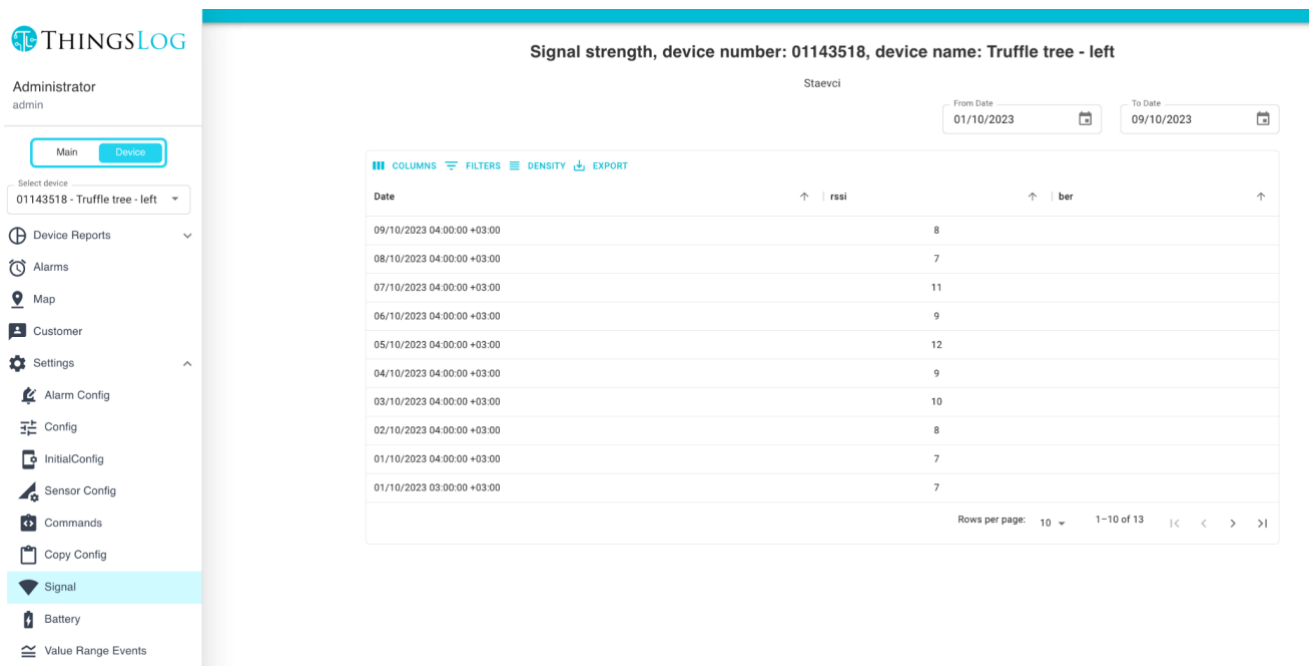 THINGSLOG
Administrator
admin
Main Device
Select device
01143518 - Truffle tree - left
Device Reports
Alarms
Map
Customer
Settings
Alarm Config
Config
InitialConfig
Sensor Config
Commands
Copy Config
Signal
Battery
Value Range Events
Signal strength, device number: 01143518, device name: Truffle tree - left
Staevci
From Date To Date
01/10/2023 09/10/2023
COLUMNS FILTERS DENSITY EXPORT
Date rssi ber
09/10/2023 04:00:00 +03:00 8
08/10/2023 04:00:00 +03:00 7
07/10/2023 04:00:00 +03:00 11
06/10/2023 04:00:00 +03:00 9
05/10/2023 04:00:00 +03:00 12
04/10/2023 04:00:00 +03:00 9
03/10/2023 04:00:00 +03:00 10
02/10/2023 04:00:00 +03:00 8
01/10/2023 04:00:00 +03:00 7
01/10/2023 03:00:00 +03:00 7
Rows per page: 10 1–10 of 13